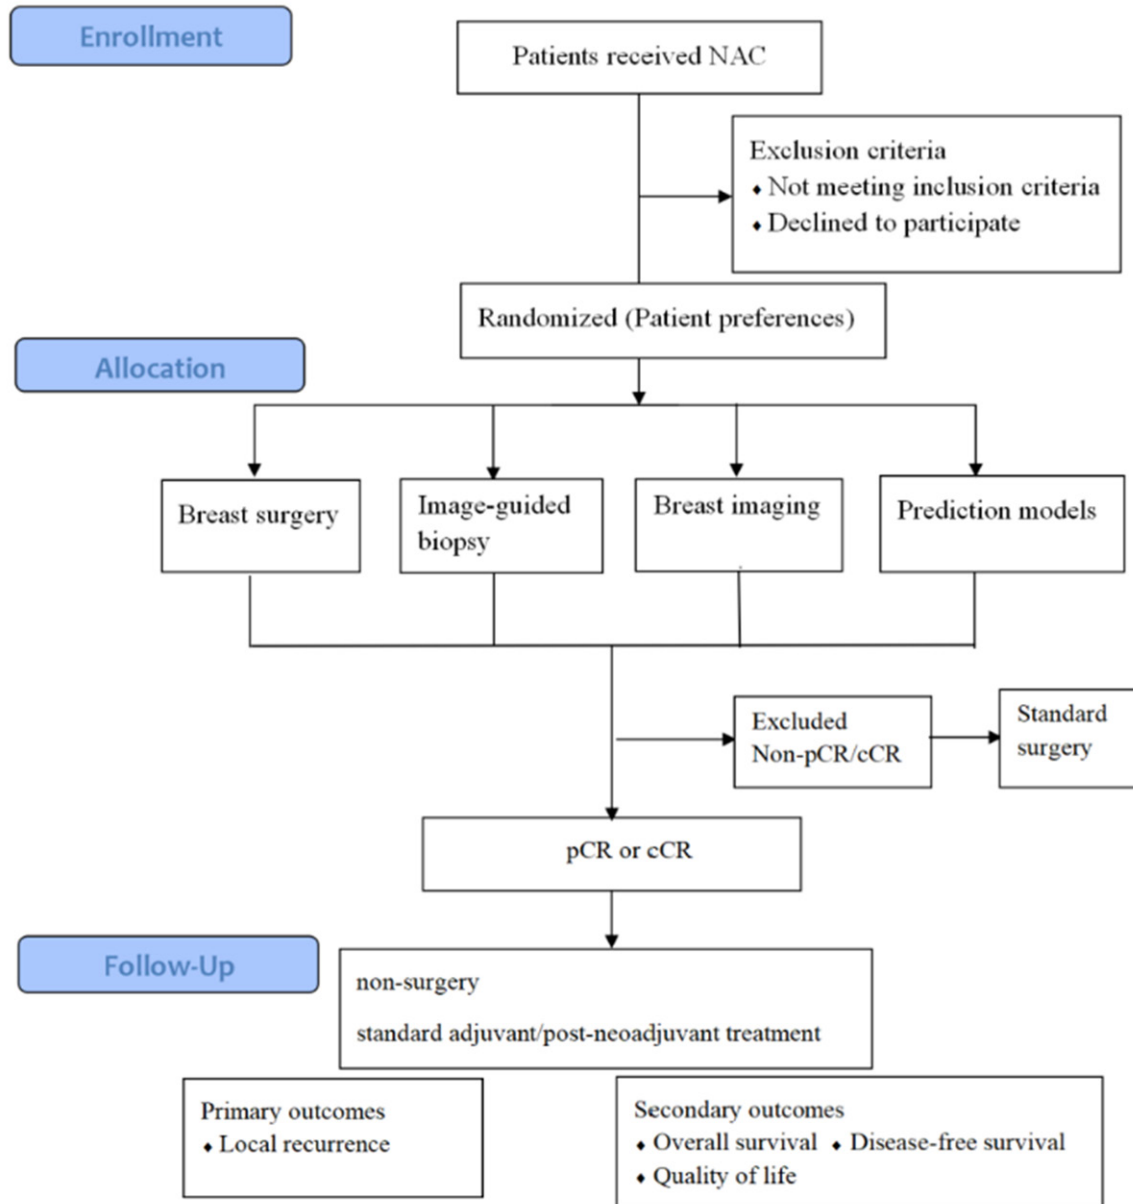 Enrollment
Patients received NAC
Exclusion criteria
⬧ Not meeting inclusion criteria
⬧ Declined to participate
Randomized (Patient preferences)
Allocation
Breast surgery
Image-guided
biopsy
Breast imaging
Prediction models
Excluded
Non-pCR/cCR
Standard
surgery
pCR or cCR
Follow-Up
non-surgery
standard adjuvant/post-neoadjuvant treatment
Primary outcomes
⬧ Local recurrence
Secondary outcomes
⬧ Overall survival ⬧ Disease-free survival
⬧ Quality of life